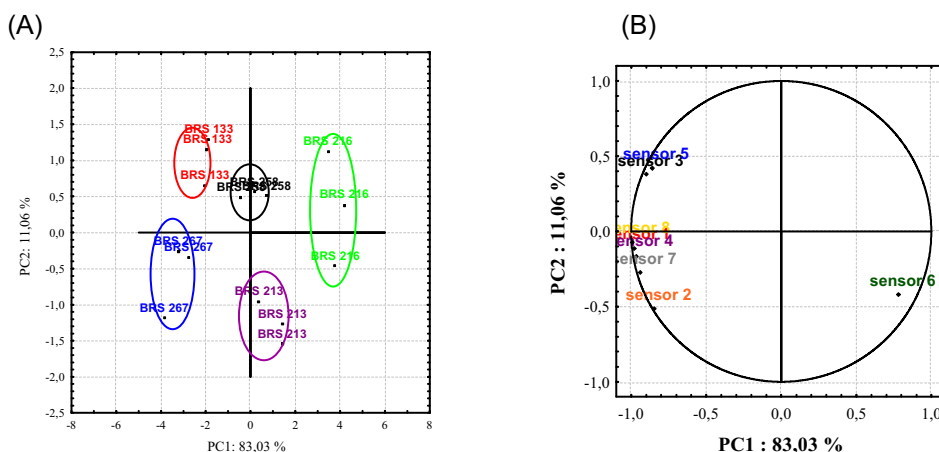 (A)
(B)
2,5
2,0
1,5
1,0
0,5
0,0
-0,5
-1,0
-1,5
-2,0
-2,5
-8
-6
-4
-2
0
2
4
6
8
PC2: 11,06 %
PC1: 83,03 %
BRS 133
BRS 133
BRS 133
BRS 258
BRS 216
BRS 216
BRS 216
BRS 267
BRS 267
BRS 267
BRS 213
BRS 213
BRS 213
1,0
0,5
0,0
-0,5
-1,0
-1,0
-0,5
0,0
0,5
1,0
PC2 : 11,06 %
PC1 : 83,03 %
sensor 5
sensor 3
sensor 8
sensor 1
sensor 4
sensor 7
sensor 2
sensor 6